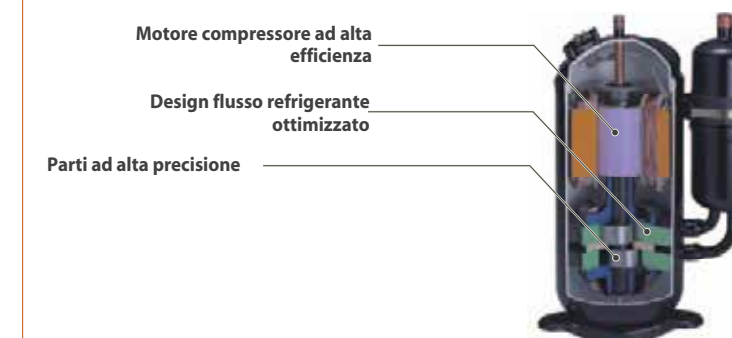 Motore compressore ad alta
efficienza
Design flusso refrigerante
ottimizzato
Parti ad alta precisione